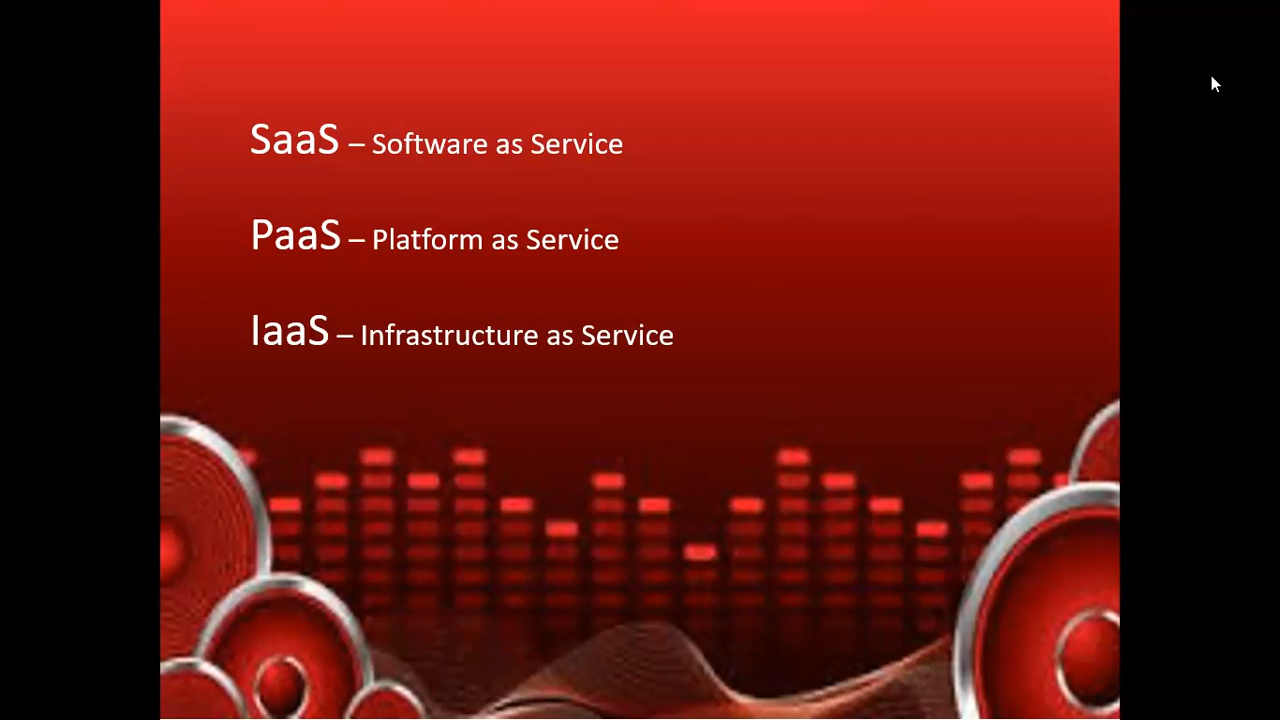 SaaS – Software as Service
PaaS – Platform as Service
IaaS – Infrastructure as Service